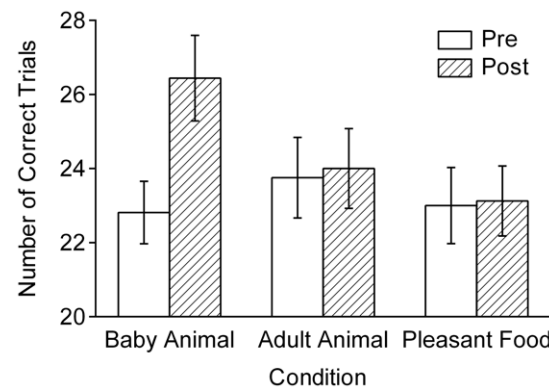 28
26
24
22
20
Number of Correct Trials
Pre
Post
Baby Animal Adult Animal Pleasant Food
Condition